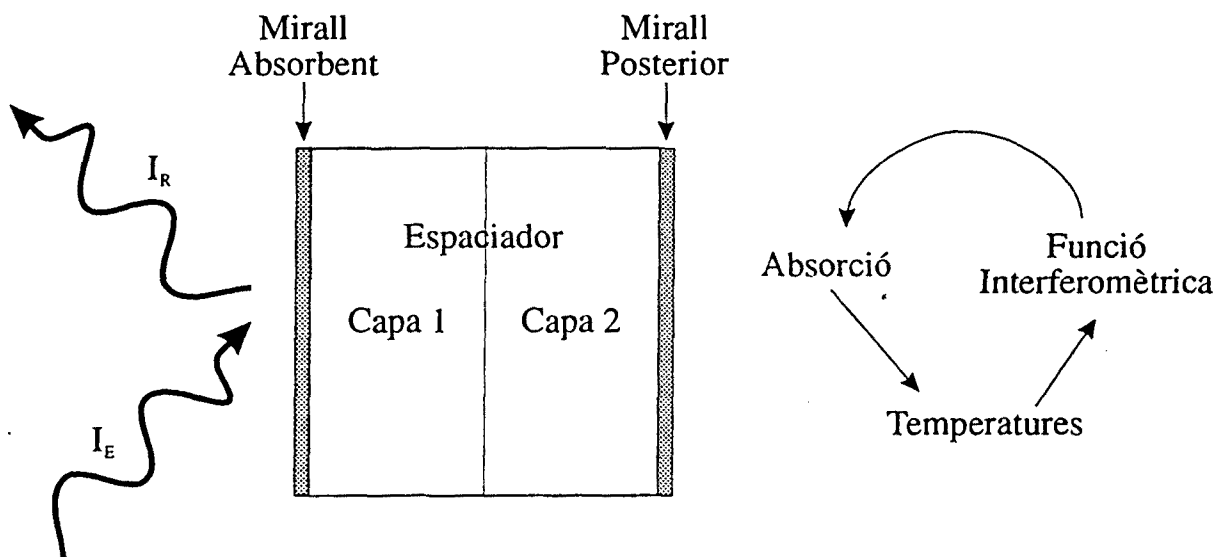 Mirall
Absorbent
Mirall
Posterior
I_R
Espaciador
Capa 1
Capa 2
I_E
Absorció
Funció
Interferomètrica
Temperatures